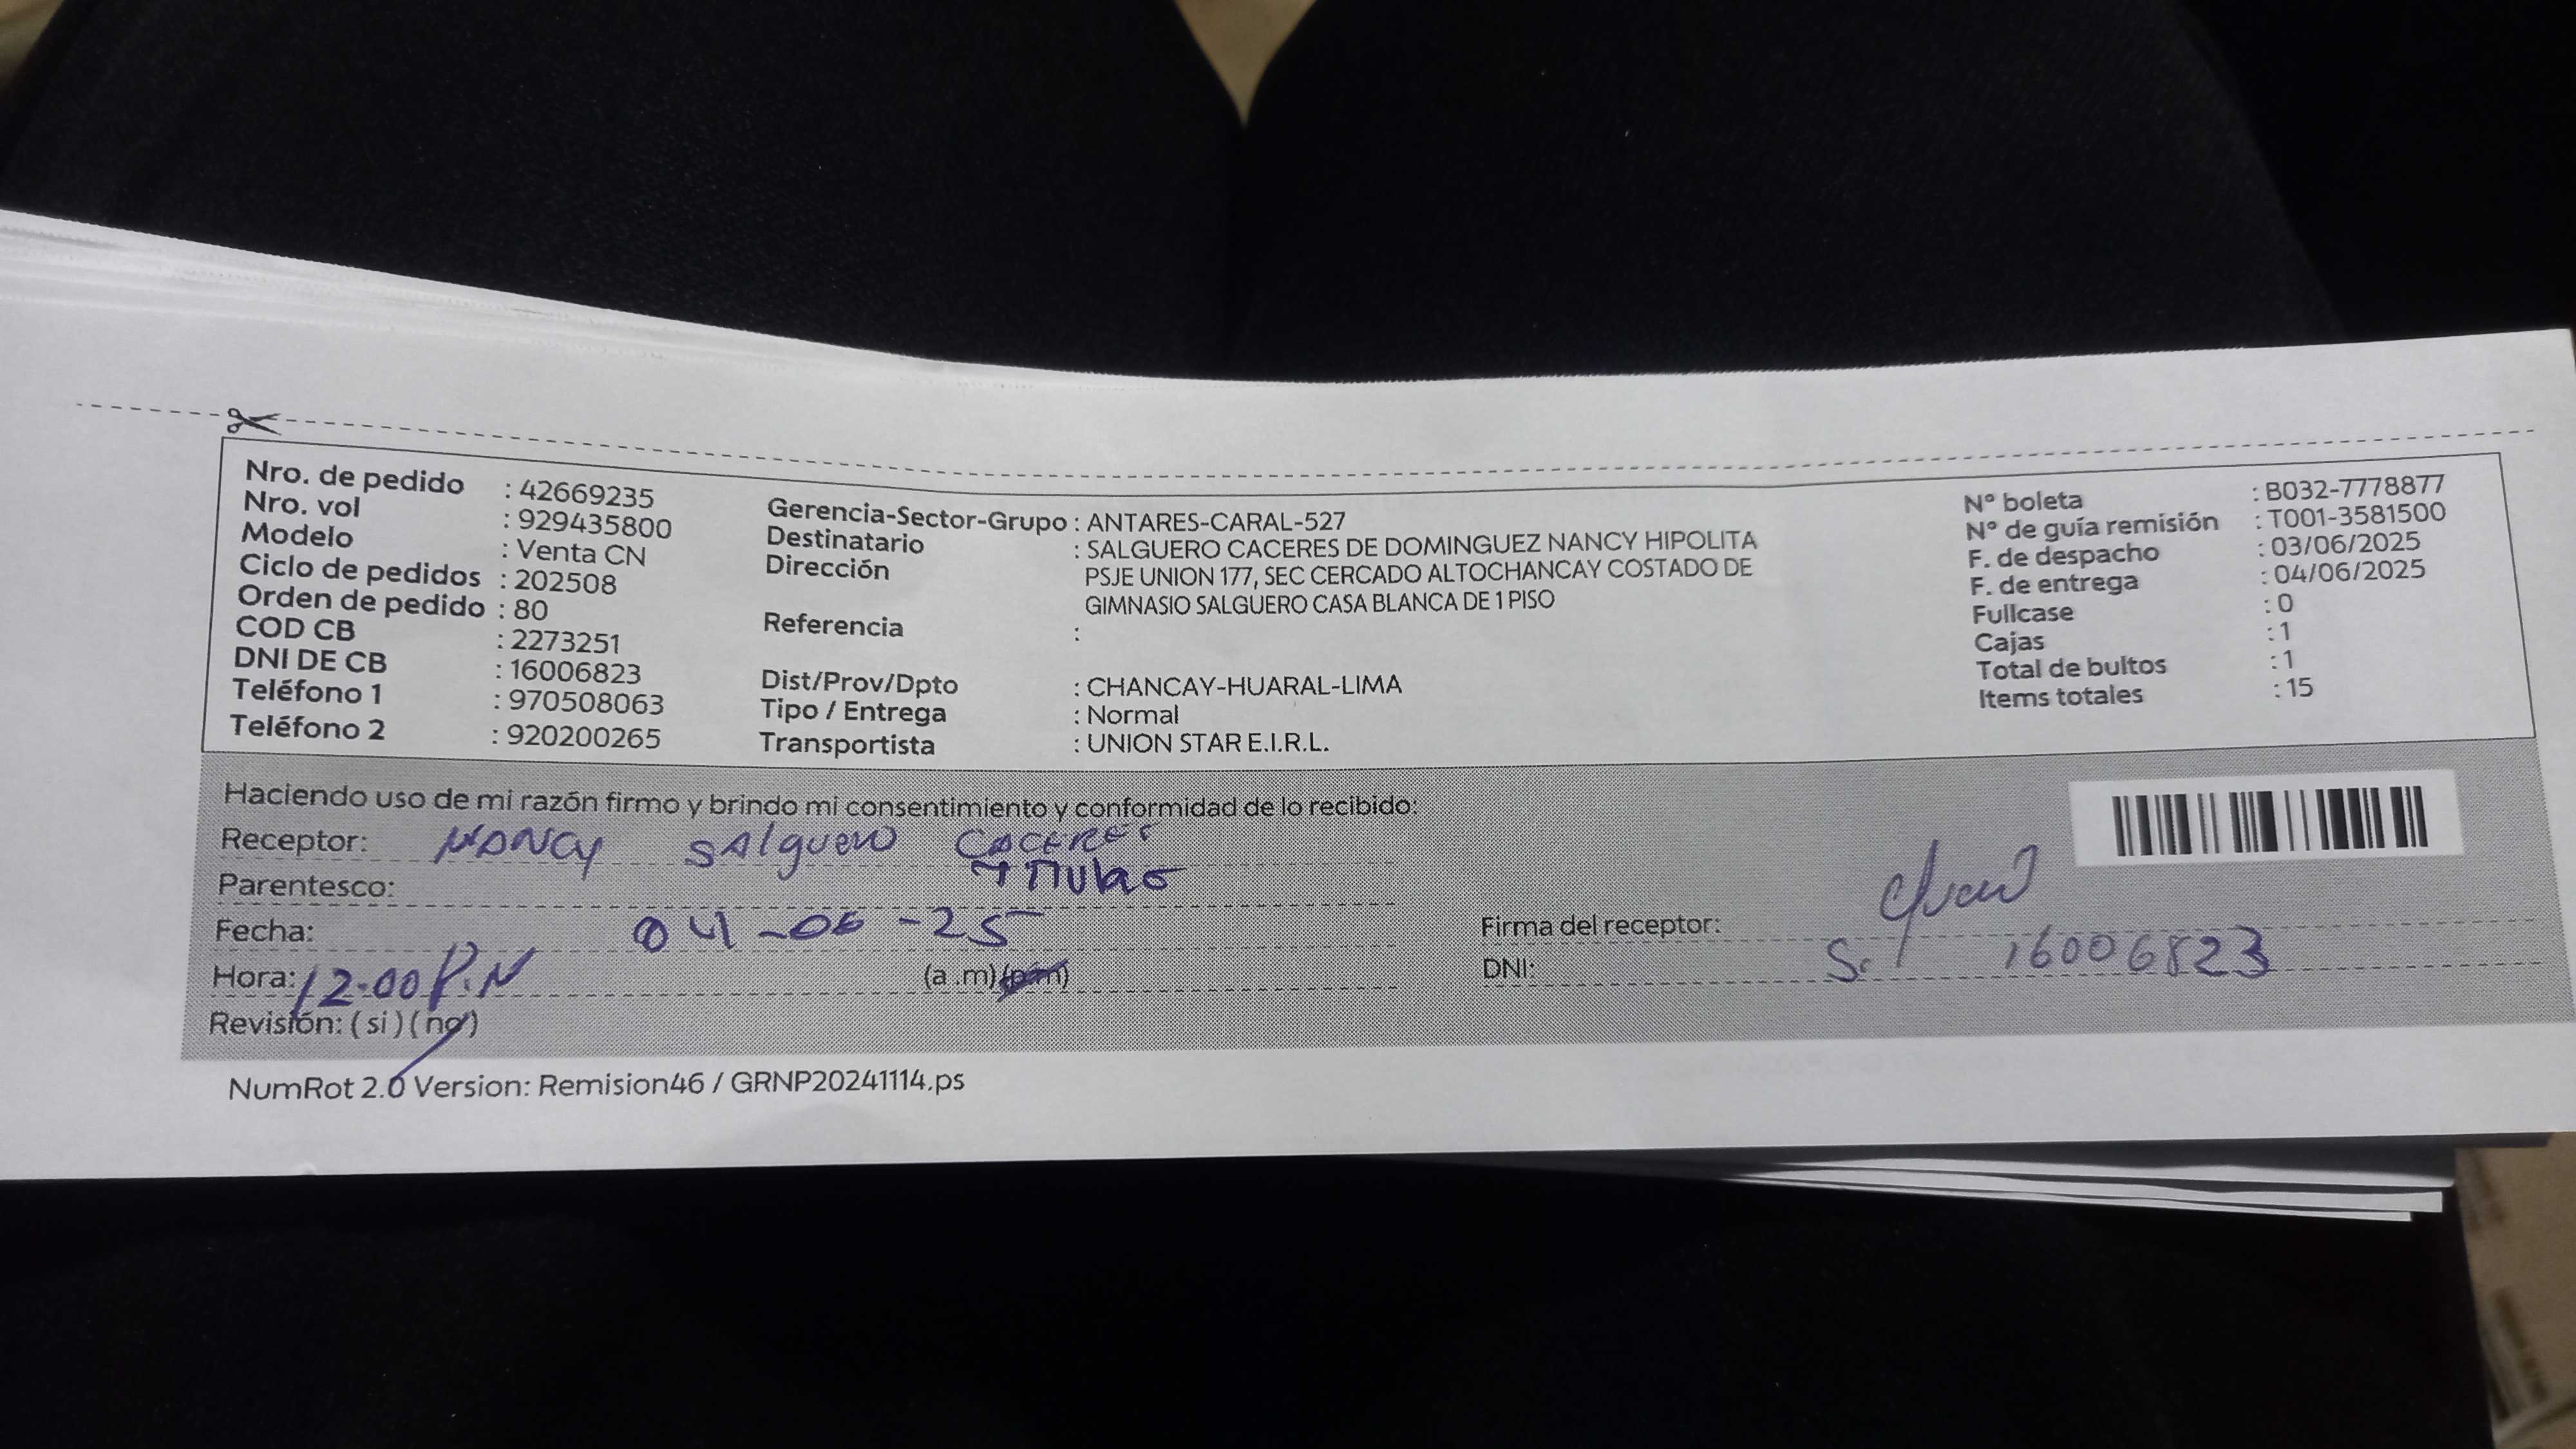 Nro. de pedido : 42669235
Nro. vol : 929435800
Modelo : Venta CN
Ciclo de pedidos : 202508
Orden de pedido : 80
COD CB : 2273251
DNI DE CB : 16006823
Teléfono 1 : 970508063
Teléfono 2 : 920200265
Gerencia-Sector-Grupo : ANTARES-CARAL-527
Destinatario : SALGUERO CACERES DE DOMINGUEZ NANCY HIPOLITA
Dirección PSJE UNION 177, SEC CERCADO ALTOCHANCAY COSTADO DE
GIMNASIO SALGUERO CASA BLANCA DE 1 PISO
Referencia :
Dist/Prov/Dpto : CHANCAY-HUARAL-LIMA
Tipo / Entrega : Normal
Transportista : UNION STAR E.I.R.L.
N° boleta : B032-7778877
N° de guía remisión : T001-3581500
F. de despacho : 03/06/2025
F. de entrega : 04/06/2025
Fullcase : 0
Cajas : 1
Total de bultos : 1
Items totales : 15
Haciendo uso de mi razón firmo y brindo mi consentimiento y conformidad de lo recibido:
Receptor: NANCY SAlguero CACERES
Parentesco: Titular
Fecha: 04-06-25
Hora: 12.00 P.M (a .m)(p.m)
Revisión: ( si ) ( no )
Firma del receptor:
DNI: 16006823
NumRot 2.0 Version: Remision46 / GRNP20241114.ps